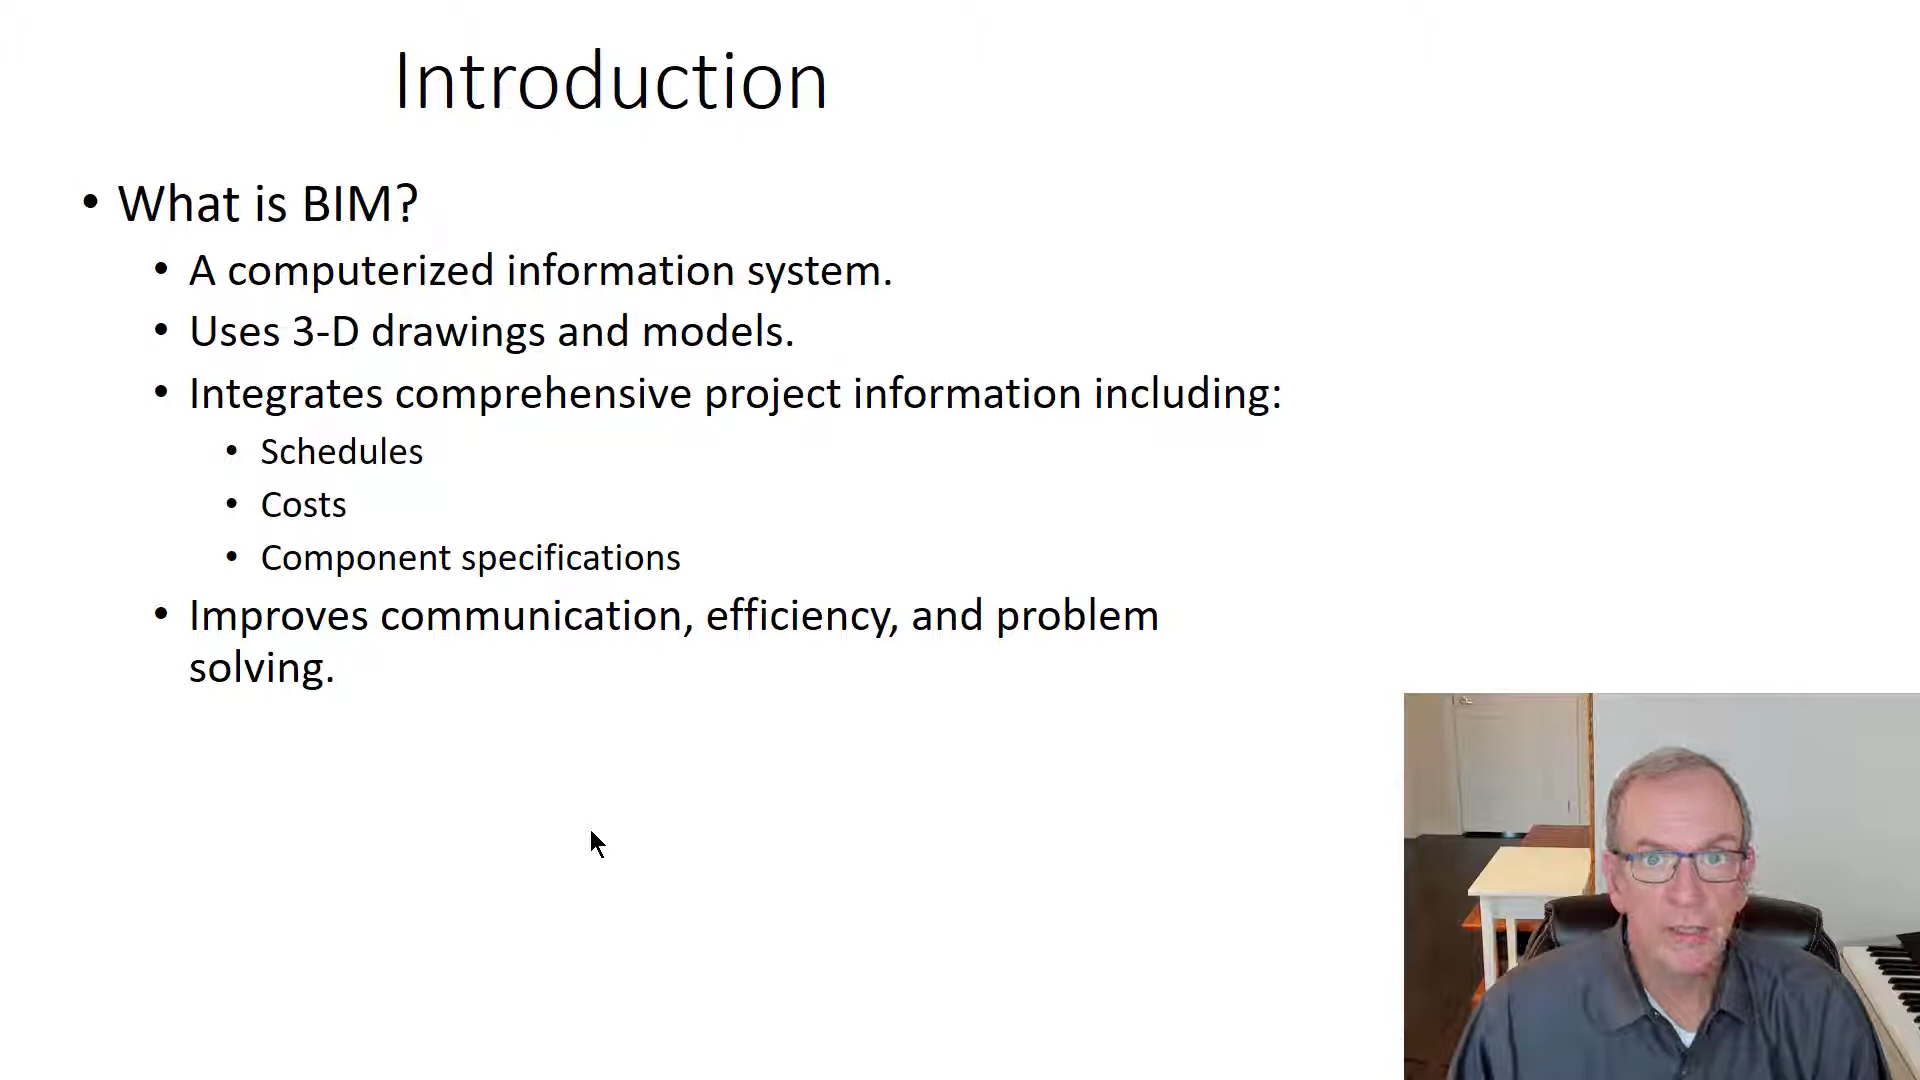 Introduction
• What is BIM?
• A computerized information system.
• Uses 3-D drawings and models.
• Integrates comprehensive project information including:
• Schedules
• Costs
• Component specifications
• Improves communication, efficiency, and problem
solving.